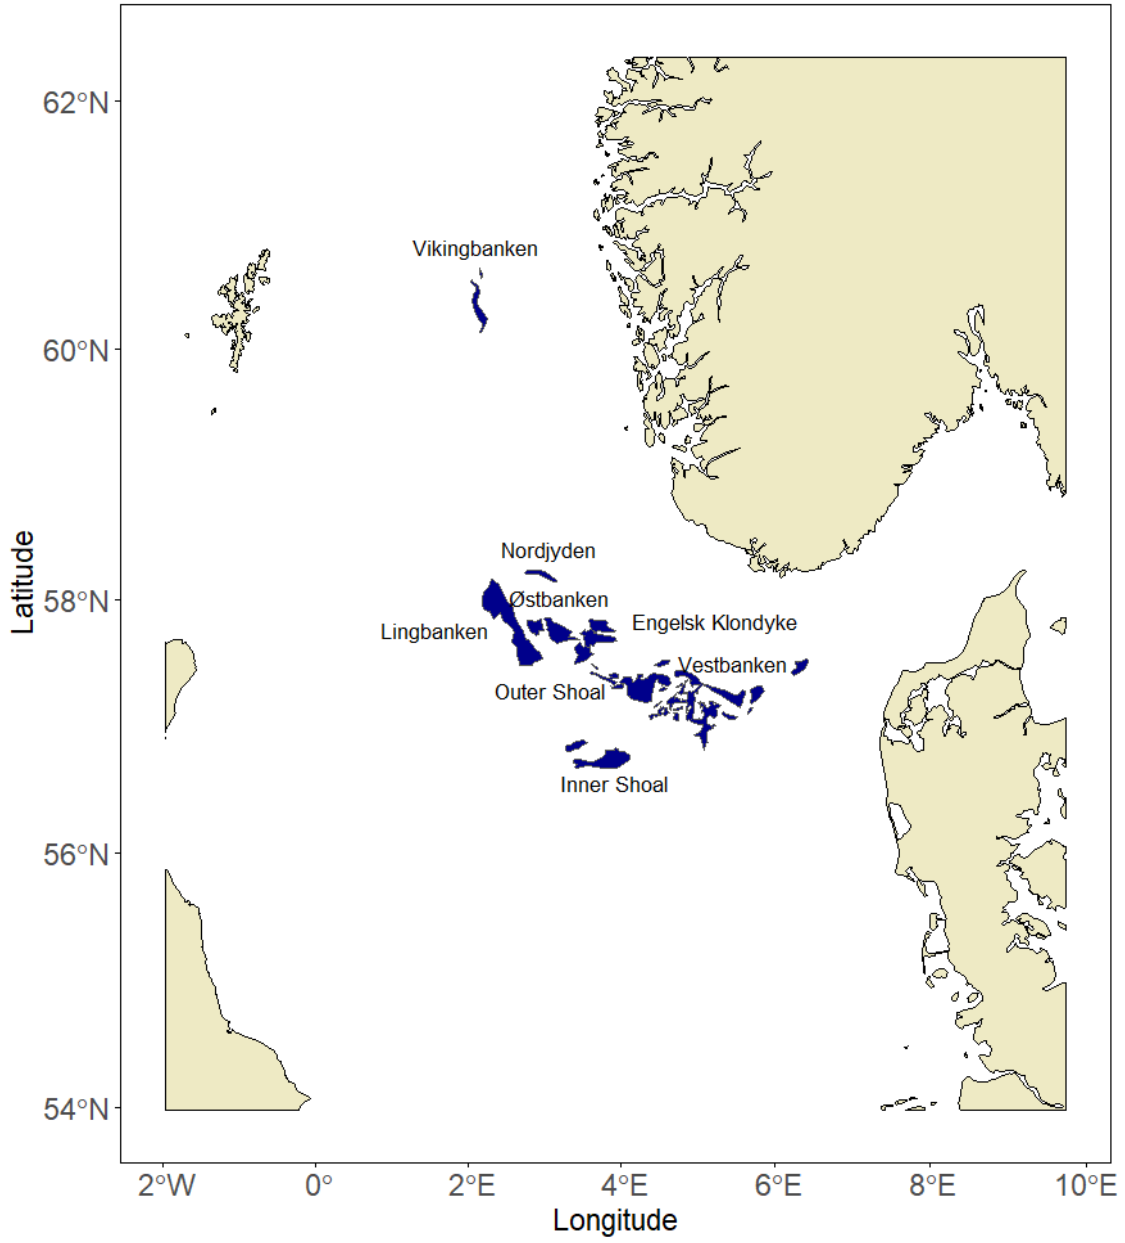 62°N
Vikingbanken
60°N
Nordjyden
58°N
Østbanken
Engelsk Klondyke
Lingbanken
Vestbanken
Outer Shoal
Inner Shoal
56°N
54°N
Latitude
2°W 0° 2°E 4°E 6°E 8°E 10°E
Longitude